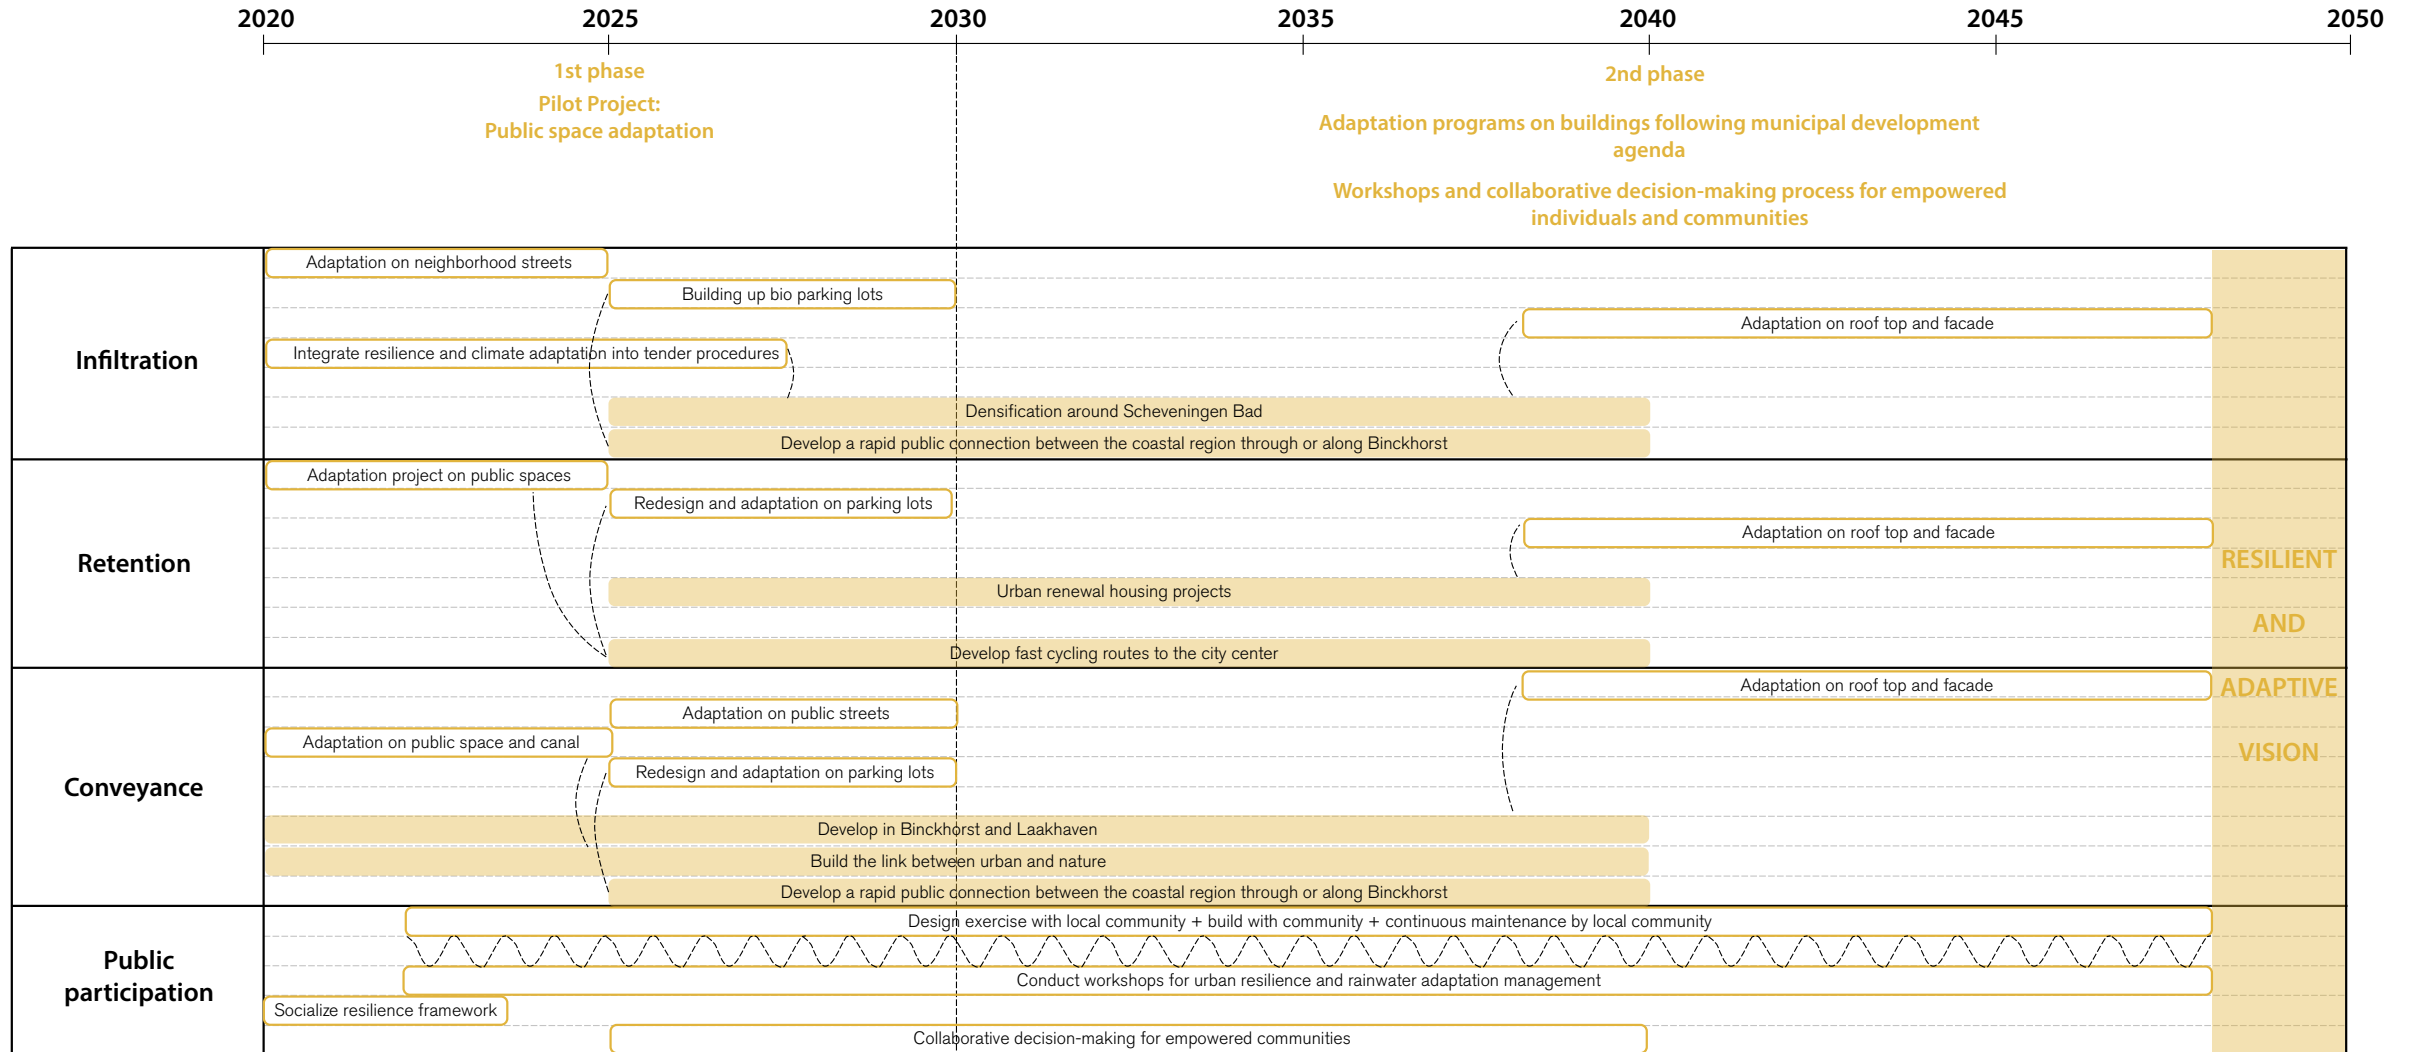 2020 2025 2030 2035 2040 2045 2050
1st phase
Pilot Project:
Public space adaptation
2nd phase
Adaptation programs on buildings following municipal development
agenda
Workshops and collaborative decision-making process for empowered
individuals and communities
Infiltration
Adaptation on neighborhood streets
Building up bio parking lots
Adaptation on roof top and facade
Integrate resilience and climate adaptation into tender procedures
Densification around Scheveningen Bad
Develop a rapid public connection between the coastal region through or along Binckhorst
Retention
Adaptation project on public spaces
Redesign and adaptation on parking lots
Adaptation on roof top and facade
Urban renewal housing projects
Develop fast cycling routes to the city center
Conveyance
Adaptation on roof top and facade
Adaptation on public streets
Adaptation on public space and canal
Redesign and adaptation on parking lots
Develop in Binckhorst and Laakhaven
Build the link between urban and nature
Develop a rapid public connection between the coastal region through or along Binckhorst
Public
participation
Design exercise with local community + build with community + continuous maintenance by local community
Conduct workshops for urban resilience and rainwater adaptation management
Socialize resilience framework
Collaborative decision-making for empowered communities
RESILIENT
AND
ADAPTIVE
VISION